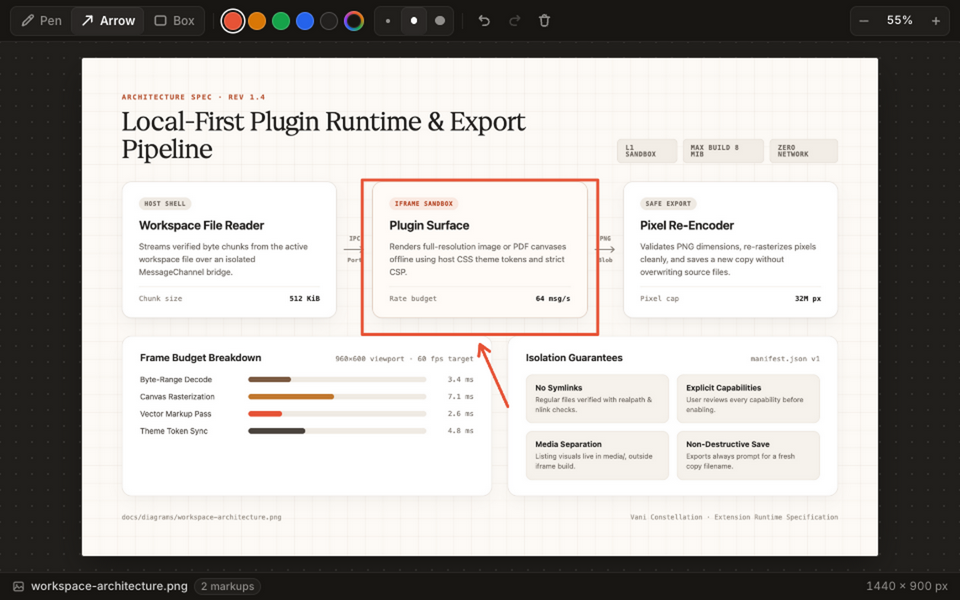 Pen Arrow Box 55%
ARCHITECTURE SPEC · REV 1.4
Local-First Plugin Runtime & Export
Pipeline
L1
SANDBOX
MAX BUILD 8
MIB
ZERO
NETWORK
HOST SHELL
Workspace File Reader
Streams verified byte chunks from the active
workspace file over an isolated
MessageChannel bridge.
Chunk size 512 KiB
IPC
Port
IFRAME SANDBOX
Plugin Surface
Renders full-resolution image or PDF canvases
offline using host CSS theme tokens and strict
CSP.
Rate budget 64 msg/s
PNG
Blob
SAFE EXPORT
Pixel Re-Encoder
Validates PNG dimensions, re-rasterizes pixels
cleanly, and saves a new copy without
overwriting source files.
Pixel cap 32M px
Frame Budget Breakdown 960×600 viewport · 60 fps target
Byte-Range Decode 3.4 ms
Canvas Rasterization 7.1 ms
Vector Markup Pass 2.6 ms
Theme Token Sync 4.8 ms
Isolation Guarantees manifest.json v1
No Symlinks
Regular files verified with realpath &
nlink checks.
Explicit Capabilities
User reviews every capability before
enabling.
Media Separation
Listing visuals live in media/, outside
iframe build.
Non-Destructive Save
Exports always prompt for a fresh
copy filename.
docs/diagrams/workspace-architecture.png Vani Constellation · Extension Runtime Specification
workspace-architecture.png 2 markups 1440 × 900 px